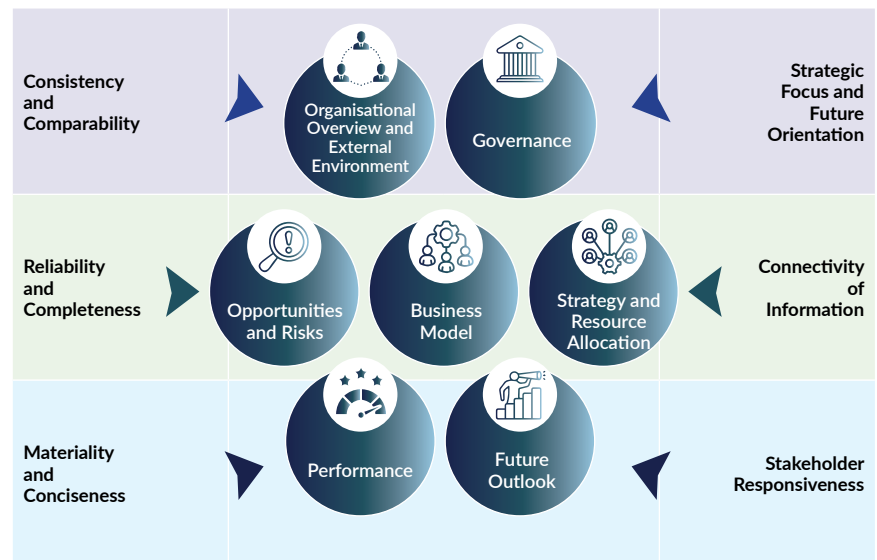 Consistency
and
Comparability
Organisational
Overview and
External
Environment
Governance
Strategic
Focus and
Future
Orientation
Reliability
and
Completeness
Opportunities
and Risks
Business
Model
Strategy and
Resource
Allocation
Connectivity
of
Information
Materiality
and
Conciseness
Performance
Future
Outlook
Stakeholder
Responsiveness